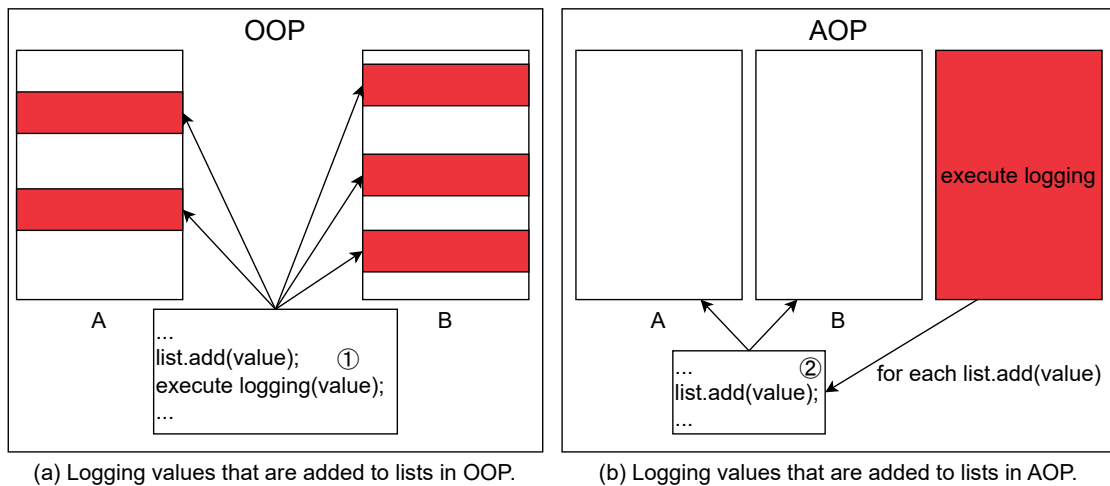 OOP
A
B
...
list.add(value); ①
execute logging(value);
...
(a) Logging values that are added to lists in OOP.
AOP
execute logging
A
B
... ②
list.add(value);
...
for each list.add(value)
(b) Logging values that are added to lists in AOP.